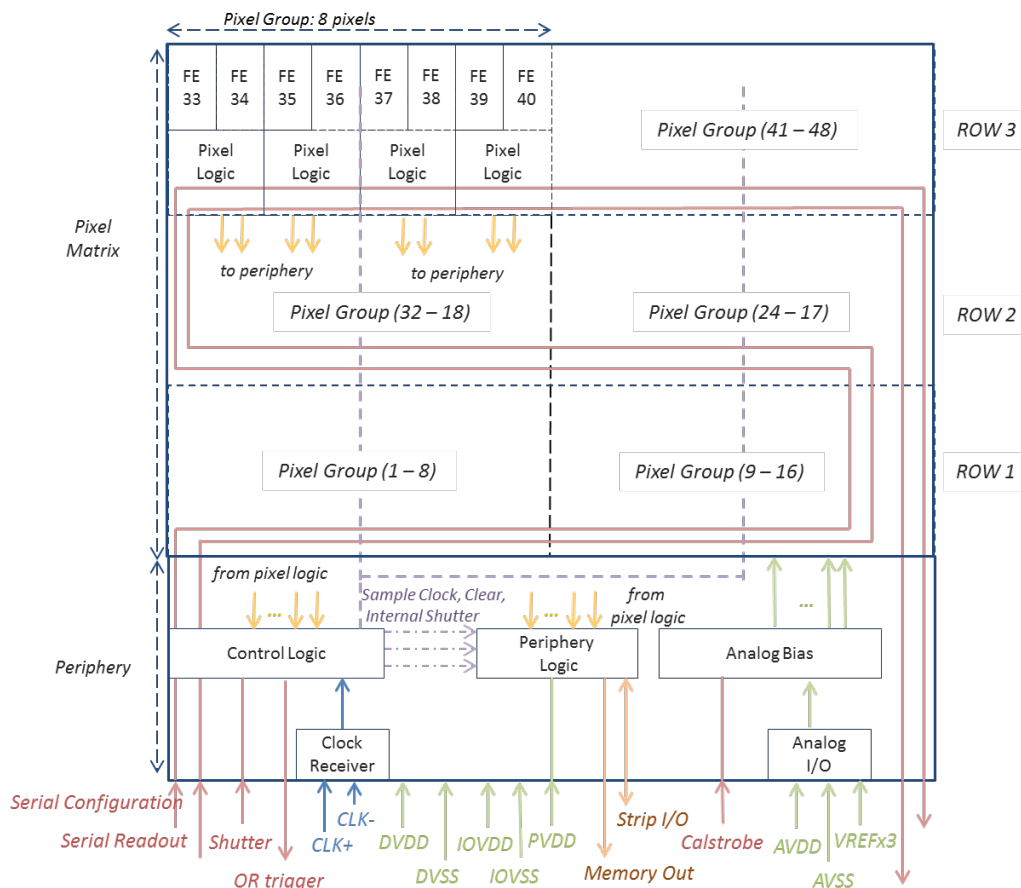 Pixel Group: 8 pixels
FE 33
FE 34
FE 35
FE 36
FE 37
FE 38
FE 39
FE 40
Pixel Logic
Pixel Logic
Pixel Logic
Pixel Logic
Pixel Group (41 – 48)
ROW 3
Pixel Matrix
to periphery
to periphery
Pixel Group (32 – 18)
Pixel Group (24 – 17)
ROW 2
Pixel Group (1 – 8)
Pixel Group (9 – 16)
ROW 1
from pixel logic
...
Sample Clock, Clear,
Internal Shutter
...
from
pixel logic
...
Periphery
Control Logic
Periphery
Logic
Analog Bias
Clock
Receiver
Analog
I/O
Serial Configuration
Serial Readout
Shutter
OR trigger
CLK-
CLK+
DVDD
DVSS
IOVDD
IOVSS
PVDD
Strip I/O
Memory Out
Calstrobe
AVDD
AVSS
VREFx3